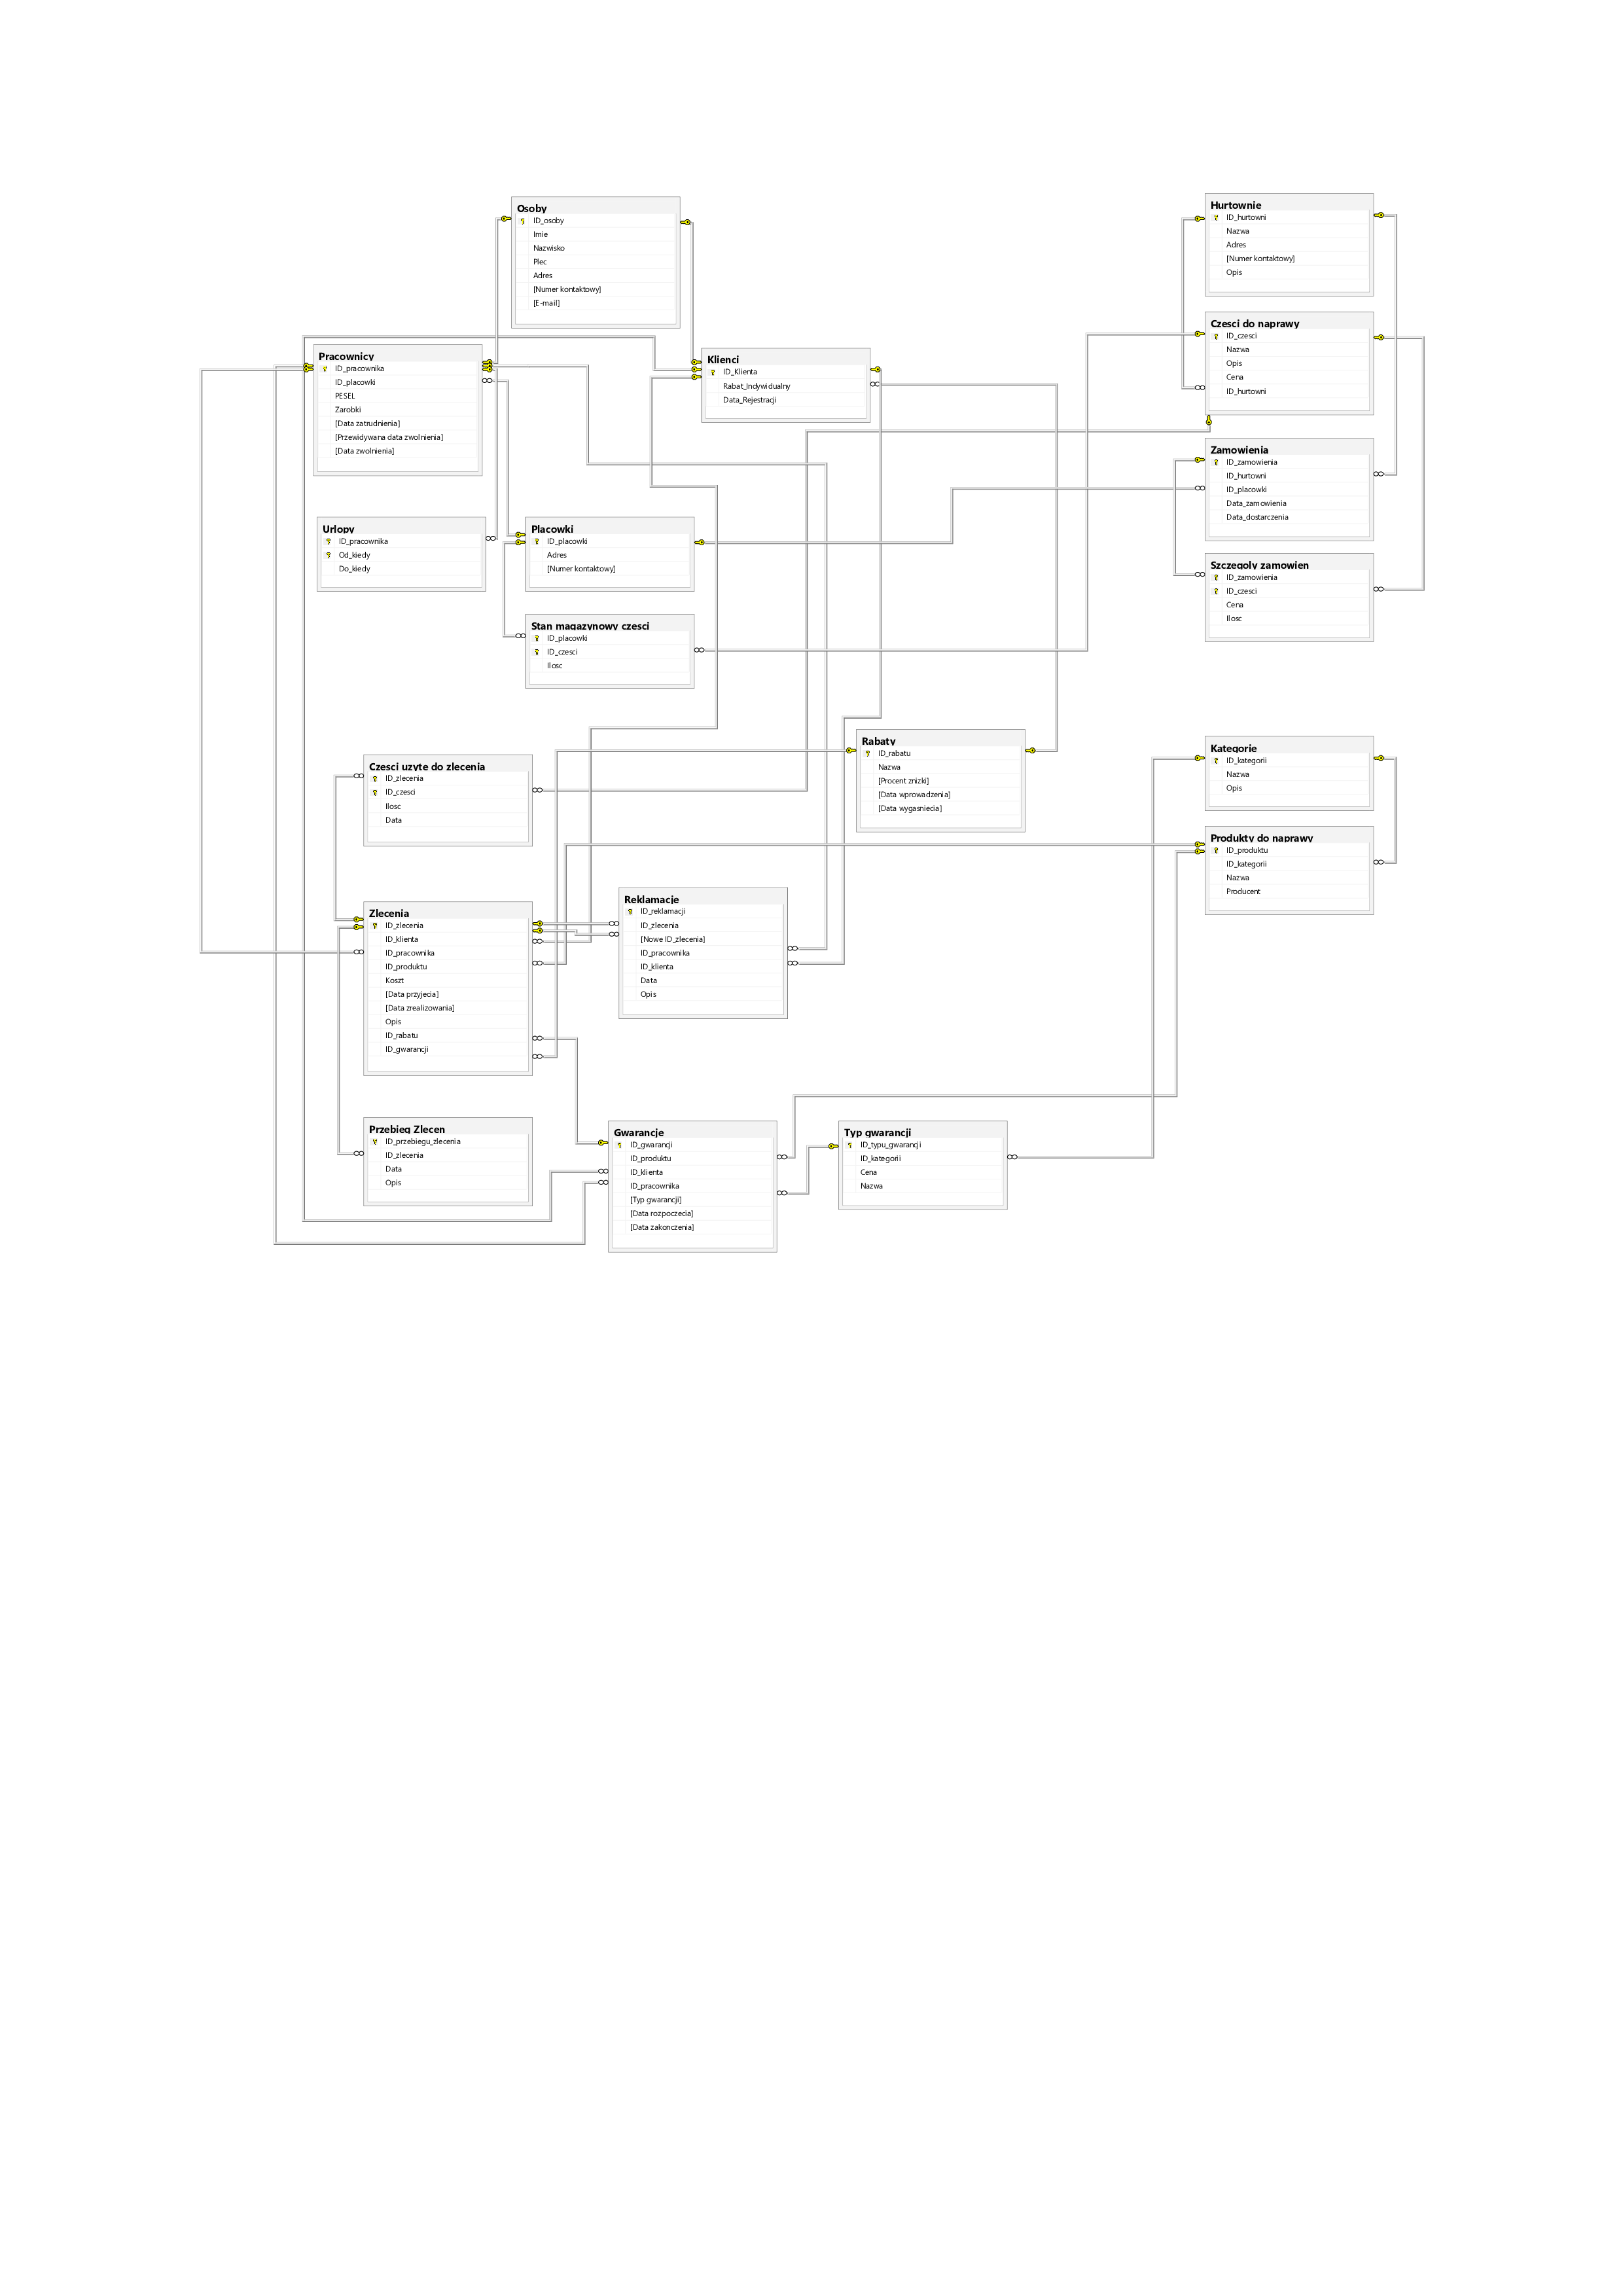 Osoby
ID_osoby
Imie
Nazwisko
Plec
Adres
[Numer kontaktowy]
[E-mail]
Hurtownie
ID_hurtowni
Nazwa
Adres
[Numer kontaktowy]
Opis
Czesci do naprawy
ID_czesci
Nazwa
Opis
Cena
ID_hurtowni
Pracownicy
ID_pracownika
ID_placowki
PESEL
Zarobki
[Data zatrudnienia]
[Przewidywana data zwolnienia]
[Data zwolnienia]
Klienci
ID_Klienta
Rabat_Indywidualny
Data_Rejestracji
Zamowienia
ID_zamowienia
ID_hurtowni
ID_placowki
Data_zamowienia
Data_dostarczenia
Urlopy
ID_pracownika
Od_kiedy
Do_kiedy
Placowki
ID_placowki
Adres
[Numer kontaktowy]
Szczegoly zamowien
ID_zamowienia
ID_czesci
Cena
Ilosc
Stan magazynowy czesci
ID_placowki
ID_czesci
Ilosc
Rabaty
ID_rabatu
Nazwa
[Procent znizki]
[Data wprowadzenia]
[Data wygasniecia]
Kategorie
ID_kategorii
Nazwa
Opis
Czesci uzyte do zlecenia
ID_zlecenia
ID_czesci
Ilosc
Data
Produkty do naprawy
ID_produktu
ID_kategorii
Nazwa
Producent
Zlecenia
ID_zlecenia
ID_klienta
ID_pracownika
ID_produktu
Koszt
[Data przyjecia]
[Data zrealizowania]
Opis
ID_rabatu
ID_gwarancji
Reklamacje
ID_reklamacji
ID_zlecenia
[Nowe ID_zlecenia]
ID_pracownika
ID_klienta
Data
Opis
Przebieg Zlecen
ID_przebiegu_zlecenia
ID_zlecenia
Data
Opis
Gwarancje
ID_gwarancji
ID_produktu
ID_klienta
ID_pracownika
[Typ gwarancji]
[Data rozpoczecia]
[Data zakonczenia]
Typ gwarancji
ID_typu_gwarancji
ID_kategorii
Cena
Nazwa